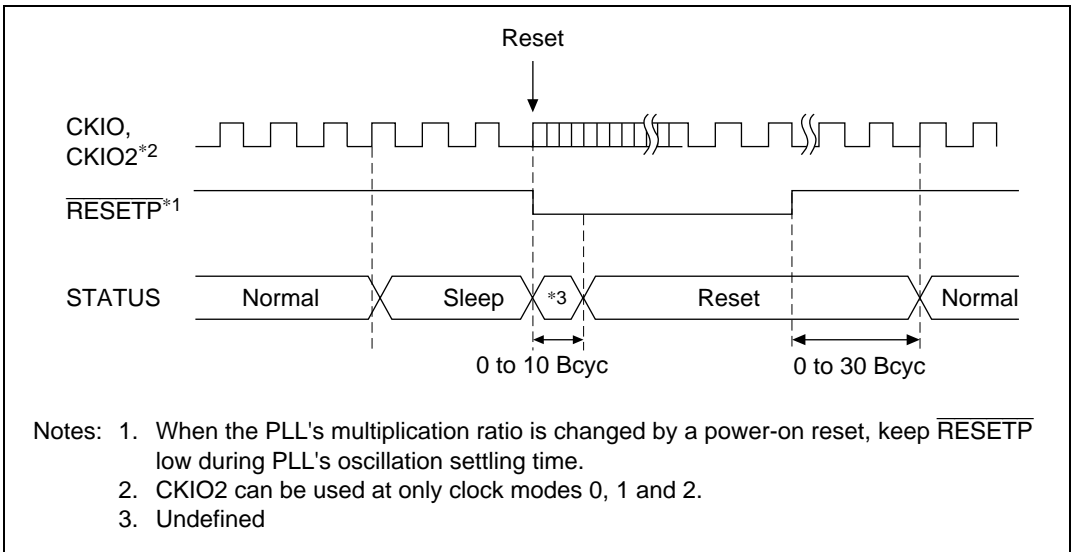 Reset
CKIO,
CKIO2*2
RESETP*1
STATUS Normal Sleep *3 Reset Normal
0 to 10 Bcyc 0 to 30 Bcyc
Notes: 1. When the PLL's multiplication ratio is changed by a power-on reset, keep RESETP
low during PLL's oscillation settling time.
2. CKIO2 can be used at only clock modes 0, 1 and 2.
3. Undefined